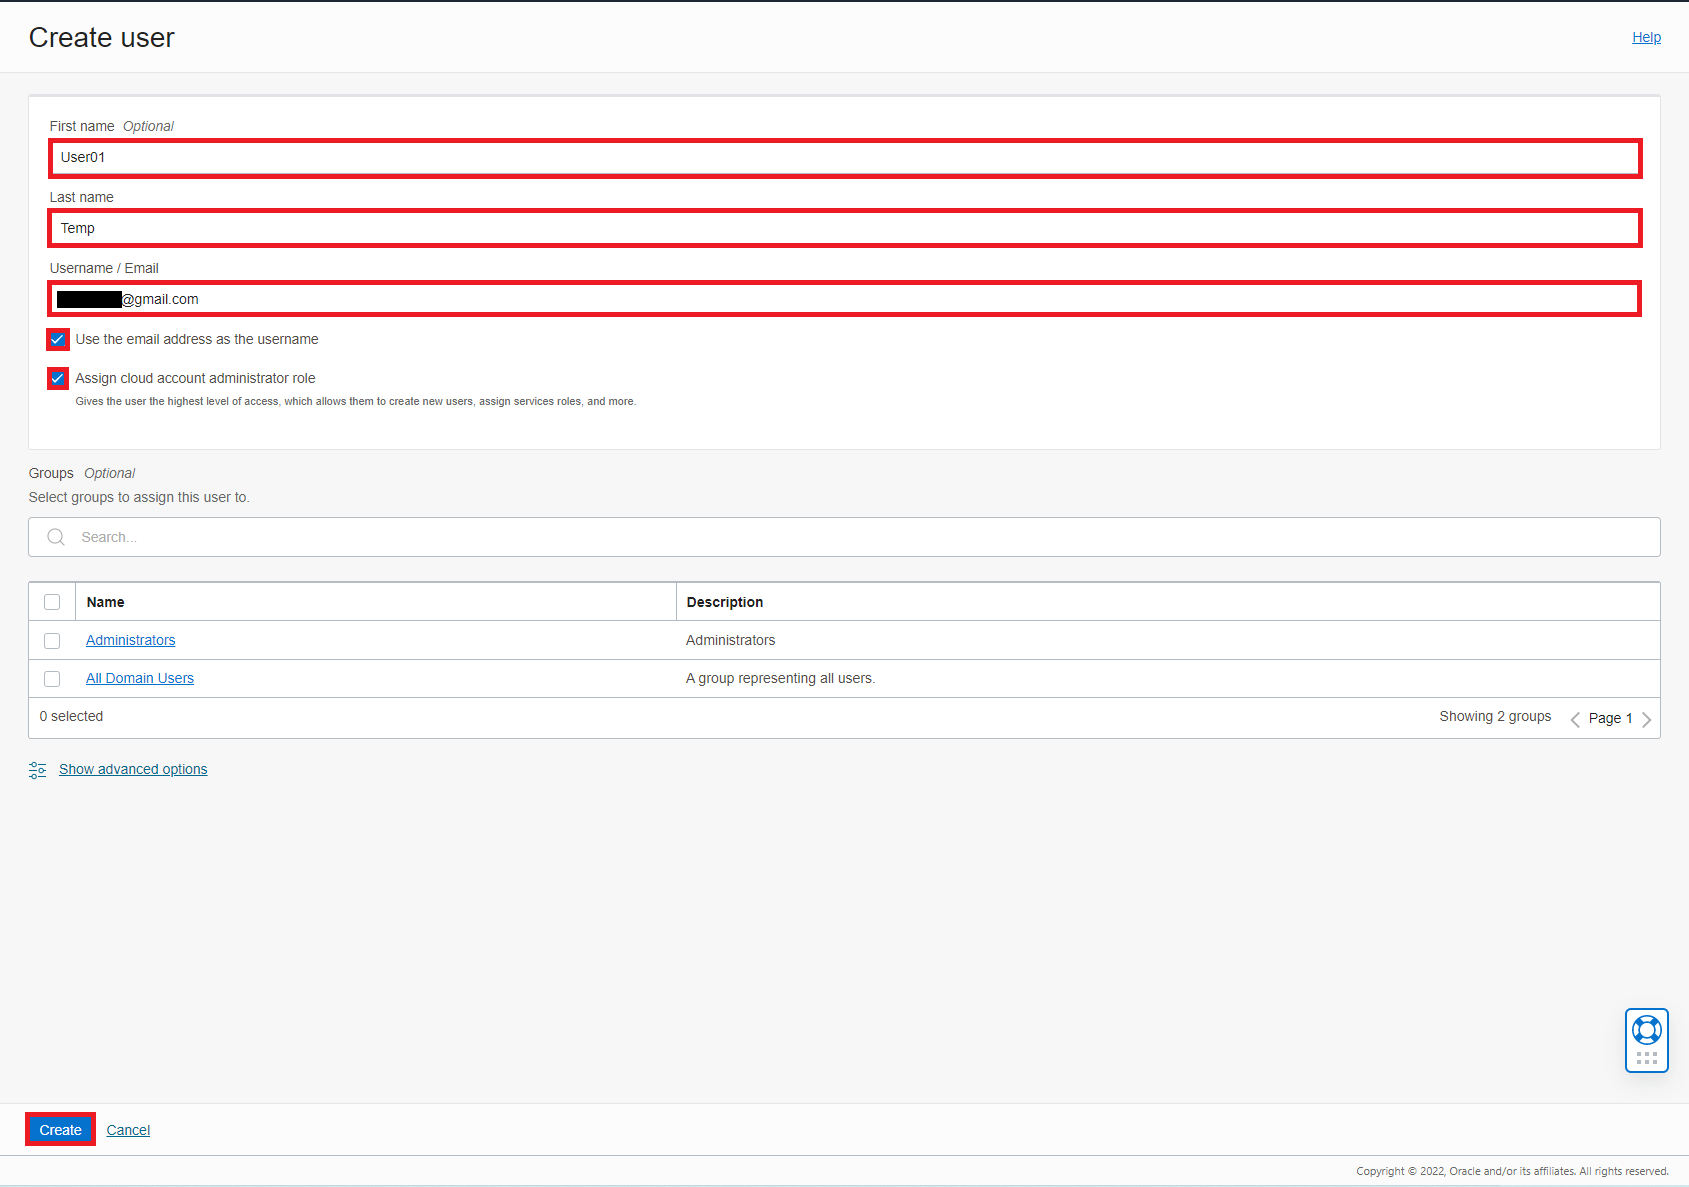 Create user
Help
First name Optional
User01
Last name
Temp
Username / Email
@gmail.com
Use the email address as the username
Assign cloud account administrator role
Gives the user the highest level of access, which allows them to create new users, assign services roles, and more.
Groups Optional
Select groups to assign this user to.
Search...
Name Description
Administrators Administrators
All Domain Users A group representing all users.
0 selected Showing 2 groups Page 1
Show advanced options
Create Cancel
Copyright © 2022, Oracle and/or its affiliates. All rights reserved.